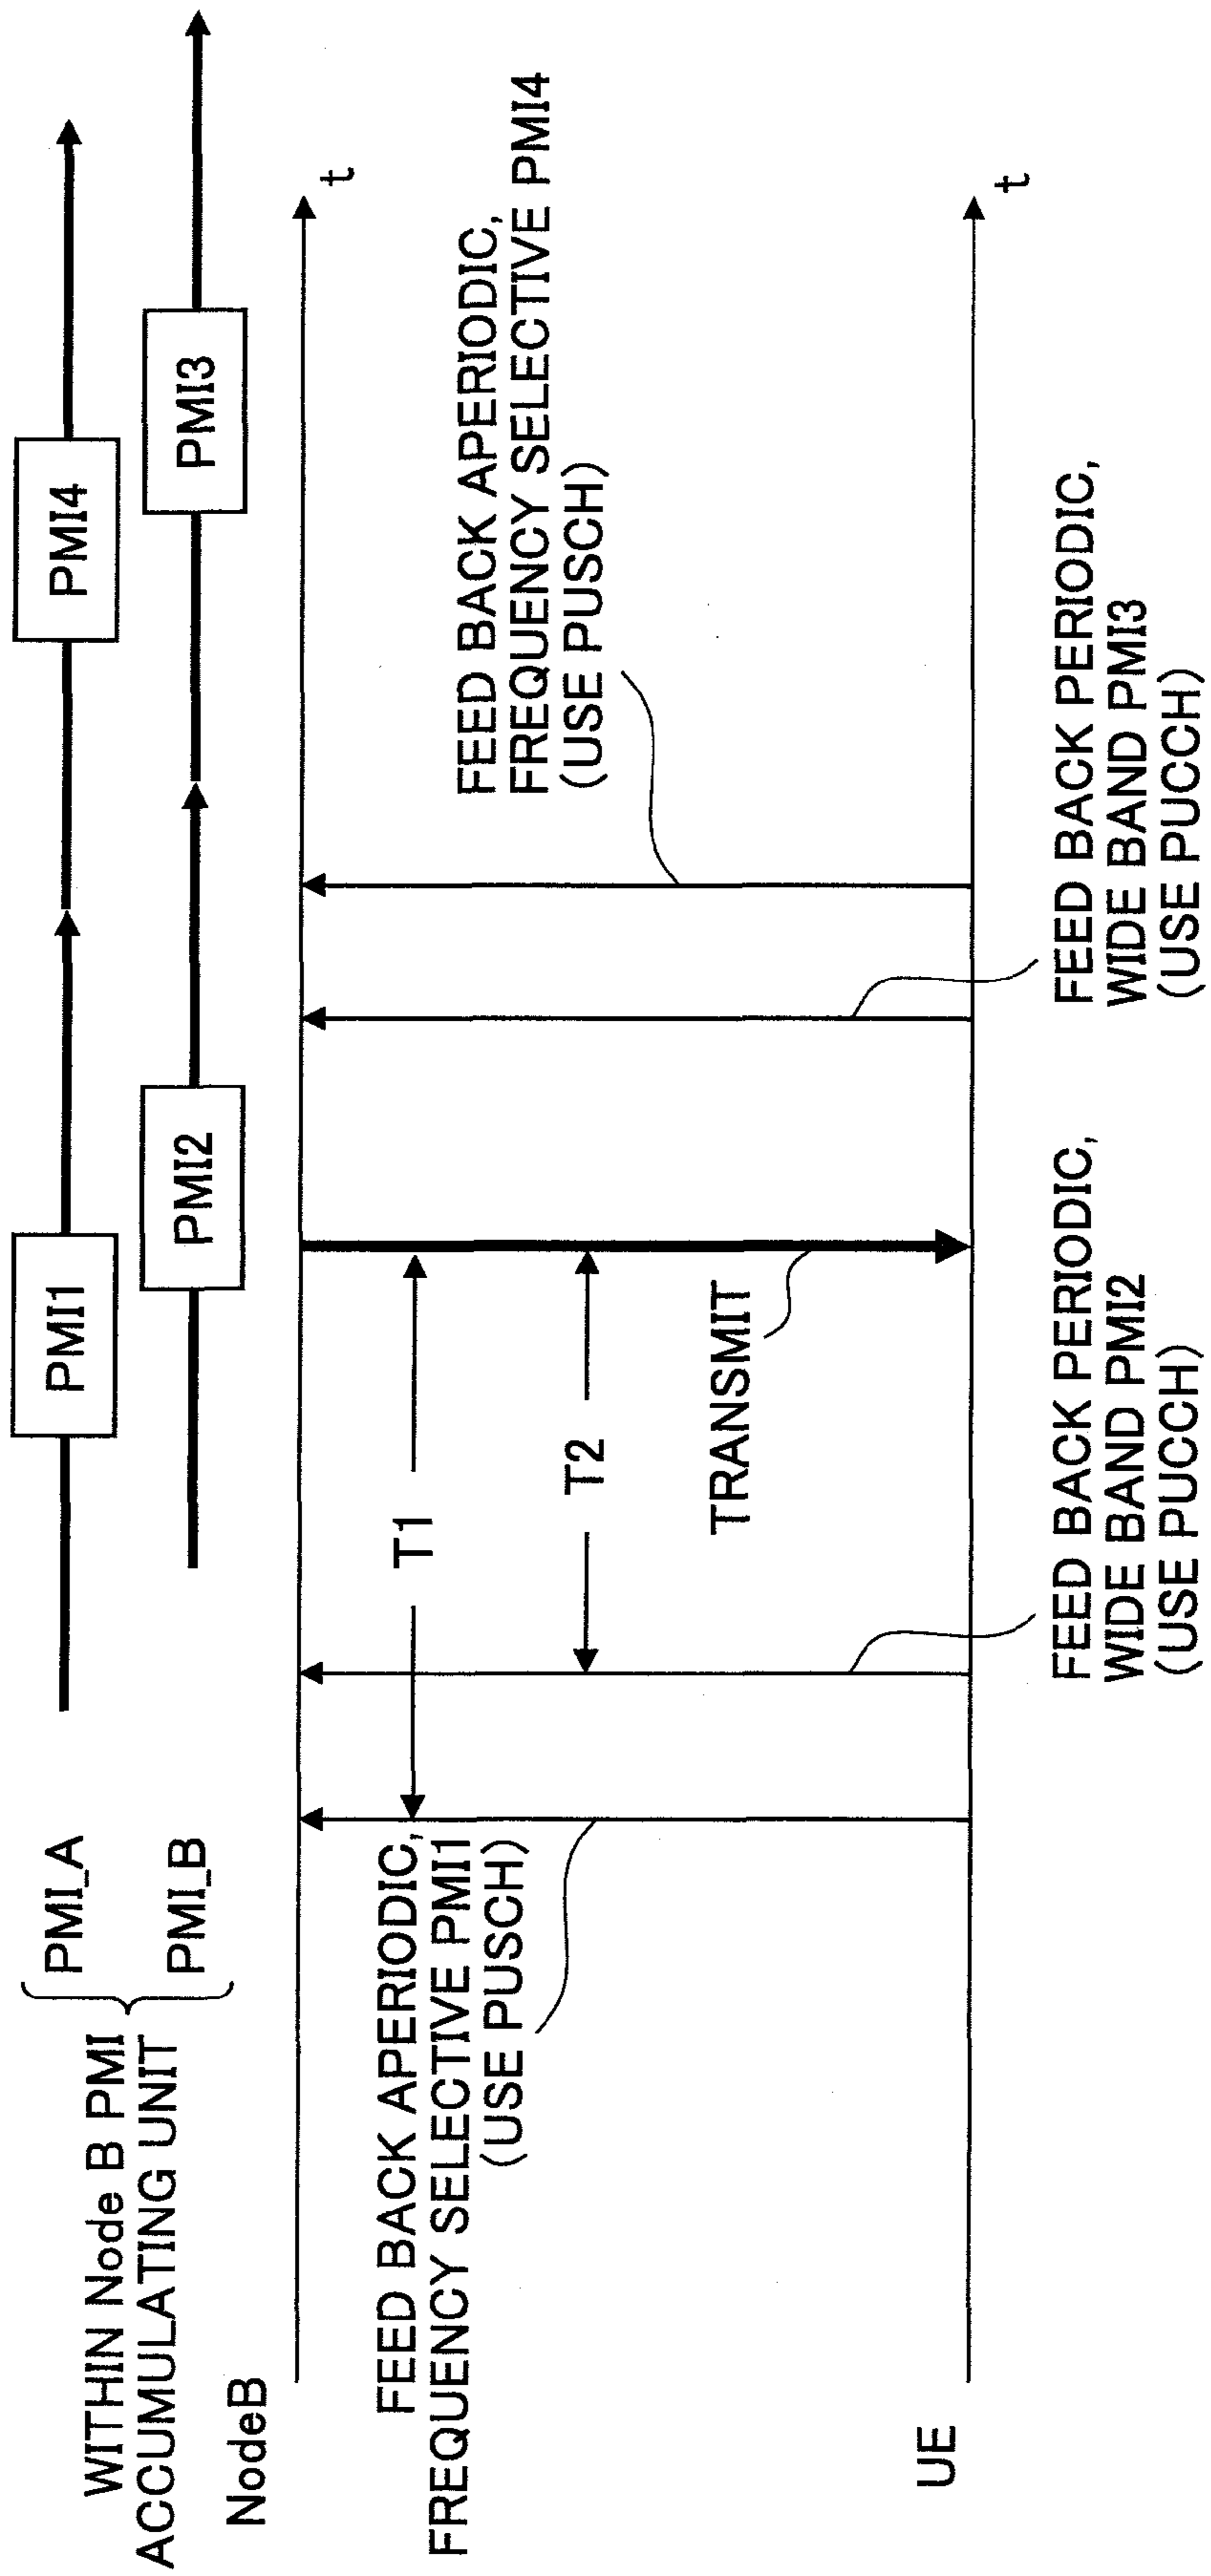 WITHIN Node B PMI
ACCUMULATING UNIT
PMI_A
PMI_B
PMI1
PMI4
PMI2
PMI3
NodeB
t
FEED BACK APERIODIC,
FREQUENCY SELECTIVE PMI1
(USE PUSCH)
T1
T2
TRANSMIT
FEED BACK APERIODIC,
FREQUENCY SELECTIVE PMI4
(USE PUSCH)
UE
t
FEED BACK PERIODIC,
WIDE BAND PMI2
(USE PUCCH)
FEED BACK PERIODIC,
WIDE BAND PMI3
(USE PUCCH)